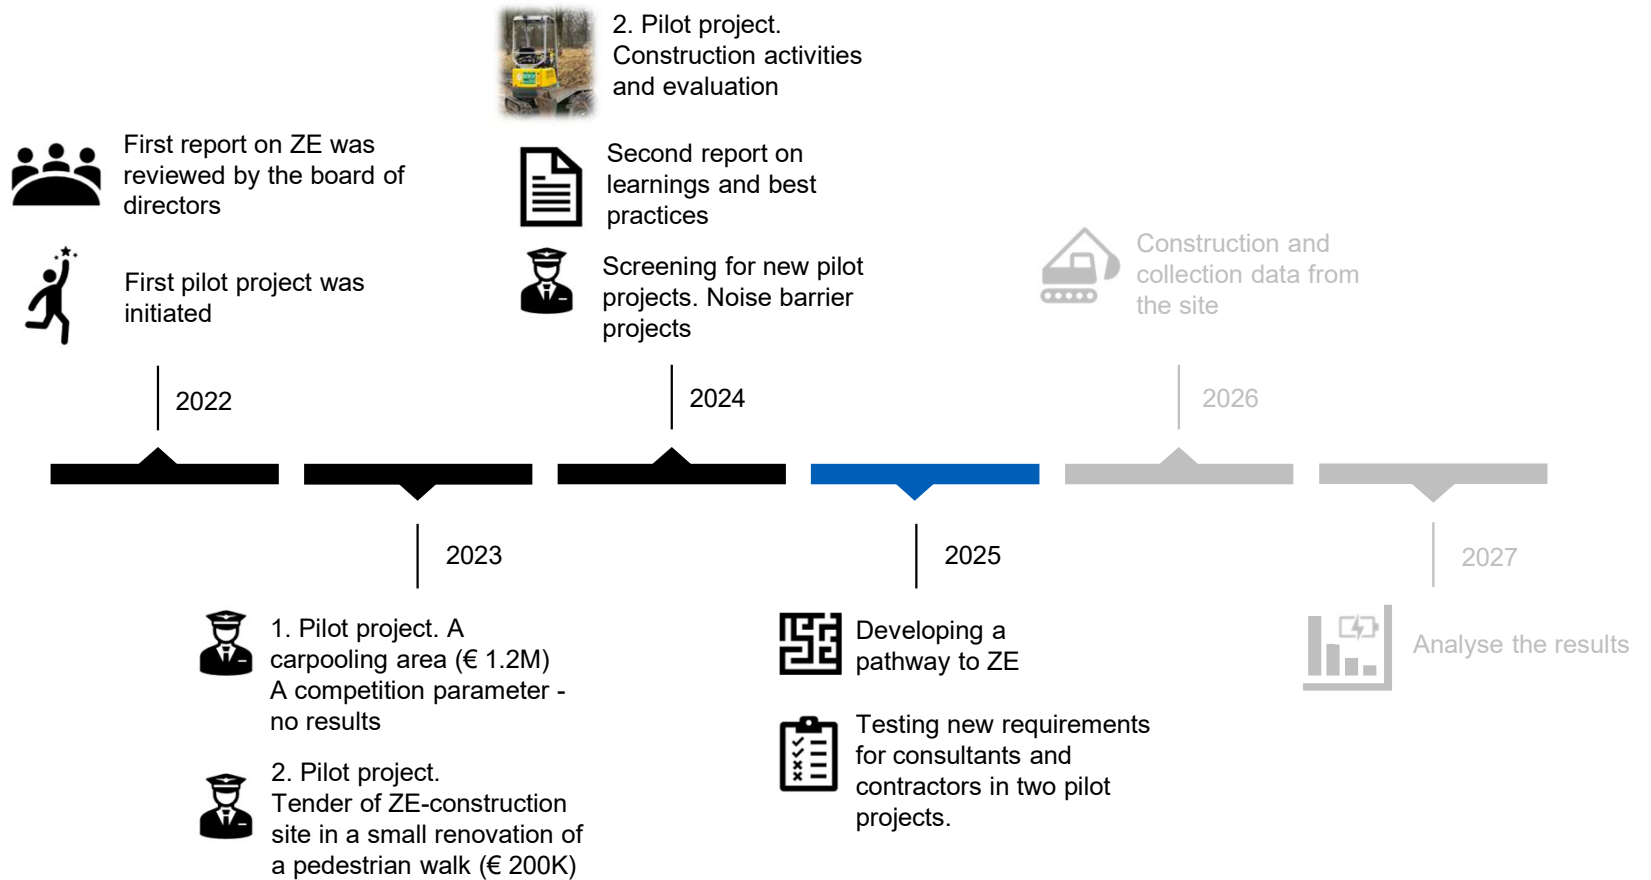 First report on ZE was
reviewed by the board of
directors
First pilot project was
initiated
2022
1. Pilot project. A
carpooling area (€ 1.2M)
A competition parameter -
no results
2. Pilot project.
Tender of ZE-construction
site in a small renovation of
a pedestrian walk (€ 200K)
2023
2. Pilot project.
Construction activities
and evaluation
Second report on
learnings and best
practices
Screening for new pilot
projects. Noise barrier
projects
2024
2025
Developing a
pathway to ZE
Testing new requirements
for consultants and
contractors in two pilot
projects.
Construction and
collection data from
the site
2026
2027
Analyse the results